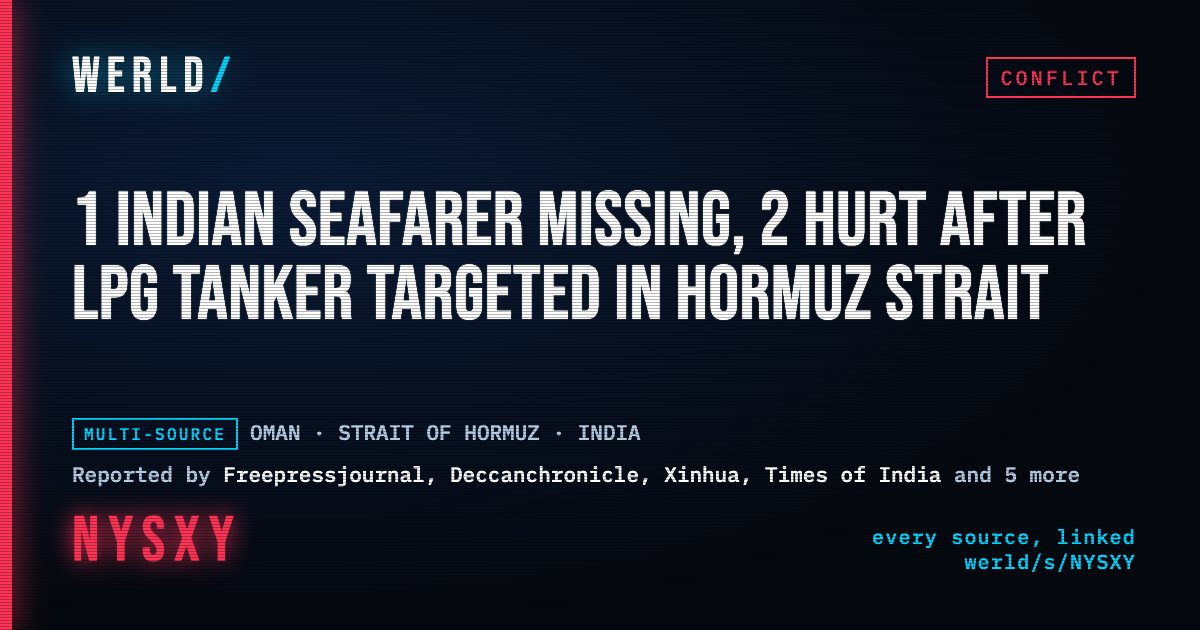 WERLD/
CONFLICT
1 INDIAN SEAFARER MISSING, 2 HURT AFTER
LPG TANKER TARGETED IN HORMUZ STRAIT
MULTI-SOURCE OMAN · STRAIT OF HORMUZ · INDIA
Reported by Freepressjournal, Deccanchronicle, Xinhua, Times of India and 5 more
NYSXY
every source, linked
werld/s/NYSXY